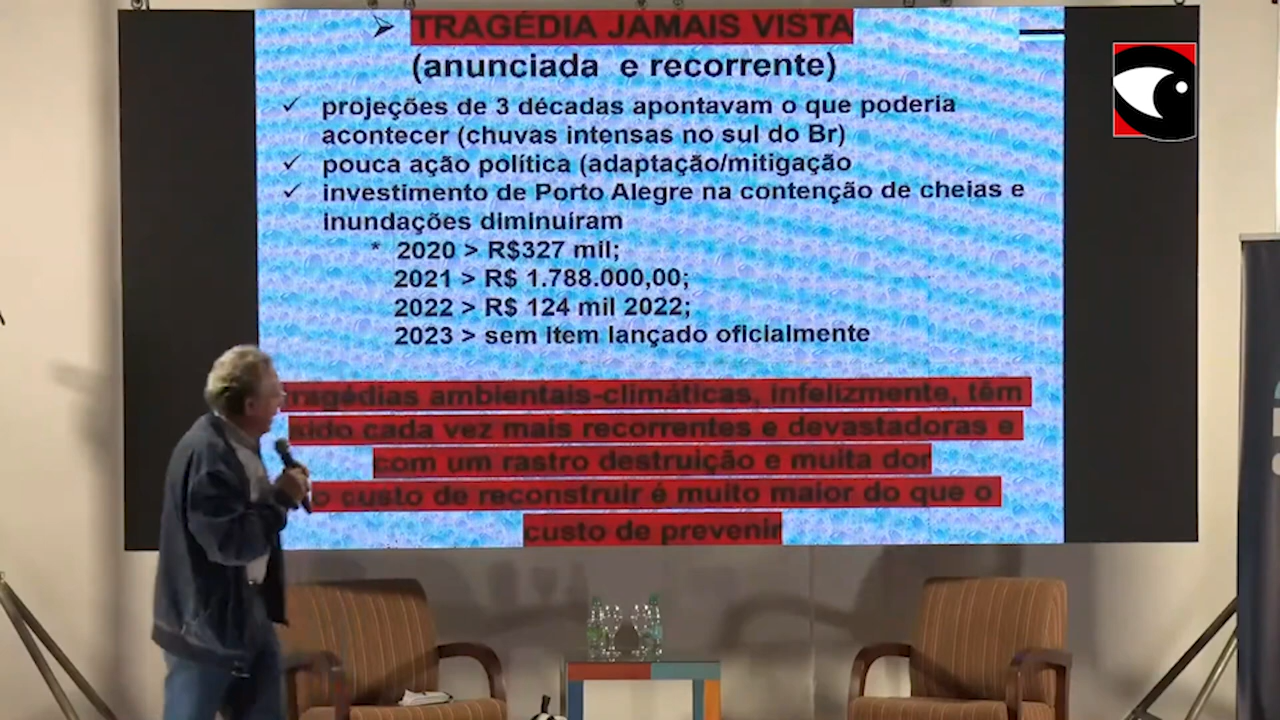 TRAGÉDIA JAMAIS VISTA
(anunciada e recorrente)
projeções de 3 décadas apontavam o que poderia
acontecer (chuvas intensas no sul do Br)
pouca ação política (adaptação/mitigação
investimento de Porto Alegre na contenção de cheias e
inundações diminuíram
* 2020 > R$327 mil;
2021 > R$ 1.788.000,00;
2022 > R$ 124 mil 2022;
2023 > sem item lançado oficialmente
tragédias ambientais-climáticas, infelizmente, têm
sido cada vez mais recorrentes e devastadoras e
com um rastro destruição e muita dor
o custo de reconstruir é muito maior do que o
custo de prevenir